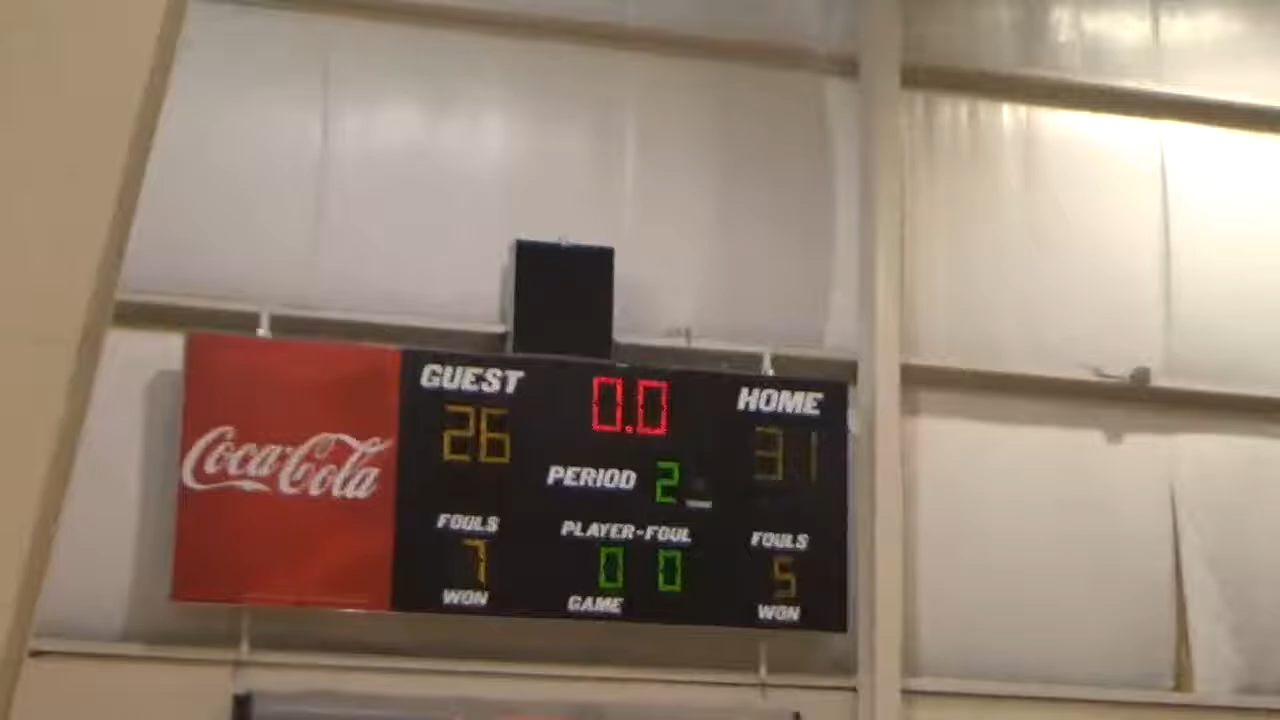 GUEST 0.0 HOME
26 31
Coca-Cola
PERIOD 2
FOULS PLAYER-FOUL FOULS
7 0 0 5
WON GAME WON